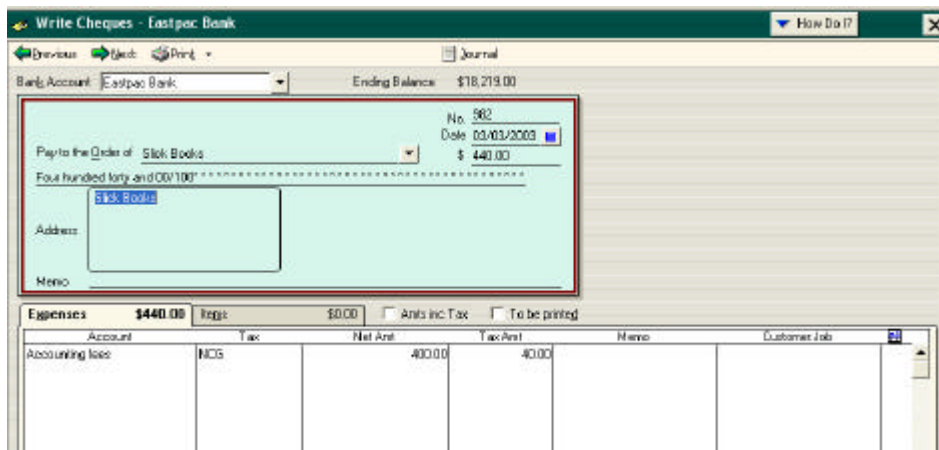 Write Cheques - Eastpac Bank How Do I?
Previous Next Print Journal
Bank Account Eastpac Bank Ending Balance $18,219.00
No. 982
Date 03/03/2003
Pay to the Order of Slick Books $ 440.00
Four hundred forty and 00/100* * * * * * * * * * * * * * * * * * * * * * * * * * * * * * * * * * * * * * * * * * * * * * *
Slick Books
Address
Memo
Expenses $440.00 Items $0.00 Amts inc Tax To be printed
Account Tax Net Amt Tax Amt Memo Customer:Job
Accounting fees NCG 400.00 40.00